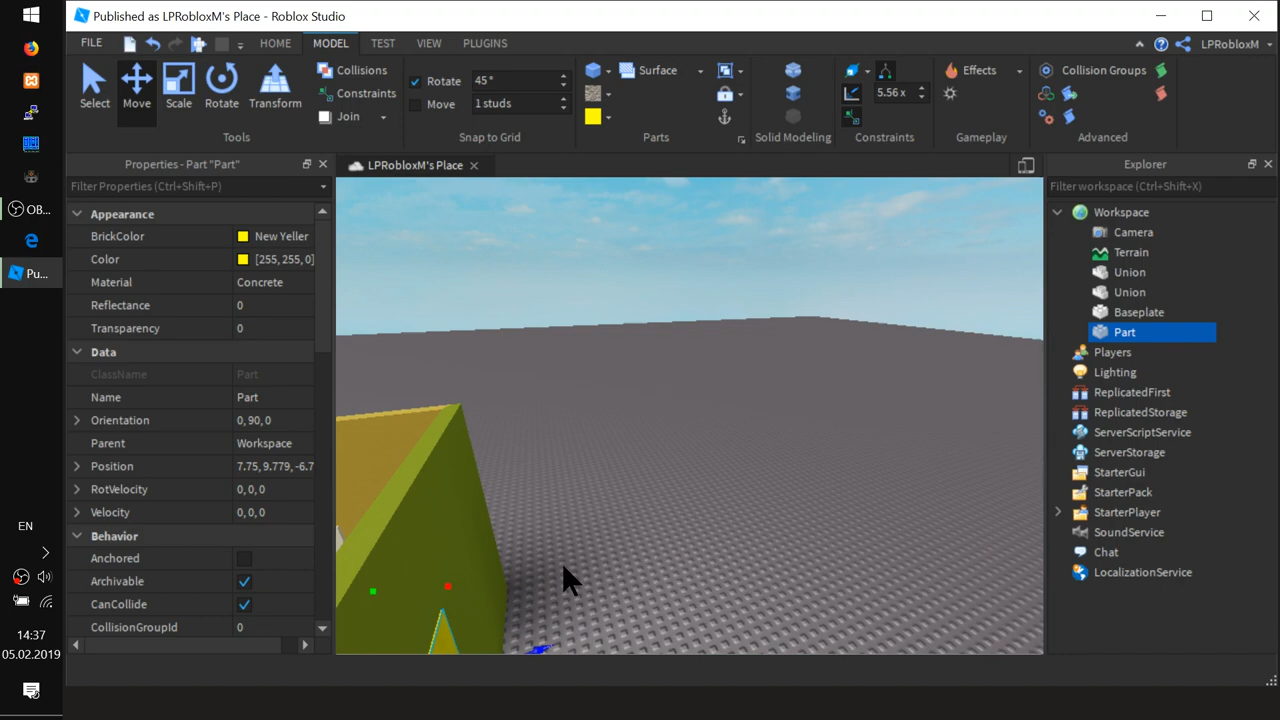 Published as LPRobloxM's Place - Roblox Studio
FILE HOME MODEL TEST VIEW PLUGINS LPRobloxM
Select Move Scale Rotate Transform
Collisions
Constraints
Join
Tools
Rotate 45°
Move 1 studs
Snap to Grid
Surface
Parts
Solid Modeling
5.56 x
Constraints
Effects
Gameplay
Collision Groups
Advanced
Properties - Part "Part"
Filter Properties (Ctrl+Shift+P)
Appearance
BrickColor New Yeller
Color [255, 255, 0]
Material Concrete
Reflectance 0
Transparency 0
Data
ClassName Part
Name Part
Orientation 0, 90, 0
Parent Workspace
Position 7.75, 9.779, -6.7
RotVelocity 0, 0, 0
Velocity 0, 0, 0
Behavior
Anchored
Archivable
CanCollide
CollisionGroupId 0
LPRobloxM's Place
Explorer
Filter workspace (Ctrl+Shift+X)
Workspace
Camera
Terrain
Union
Union
Baseplate
Part
Players
Lighting
ReplicatedFirst
ReplicatedStorage
ServerScriptService
ServerStorage
StarterGui
StarterPack
StarterPlayer
SoundService
Chat
LocalizationService
OB...
Pu...
EN
14:37
05.02.2019